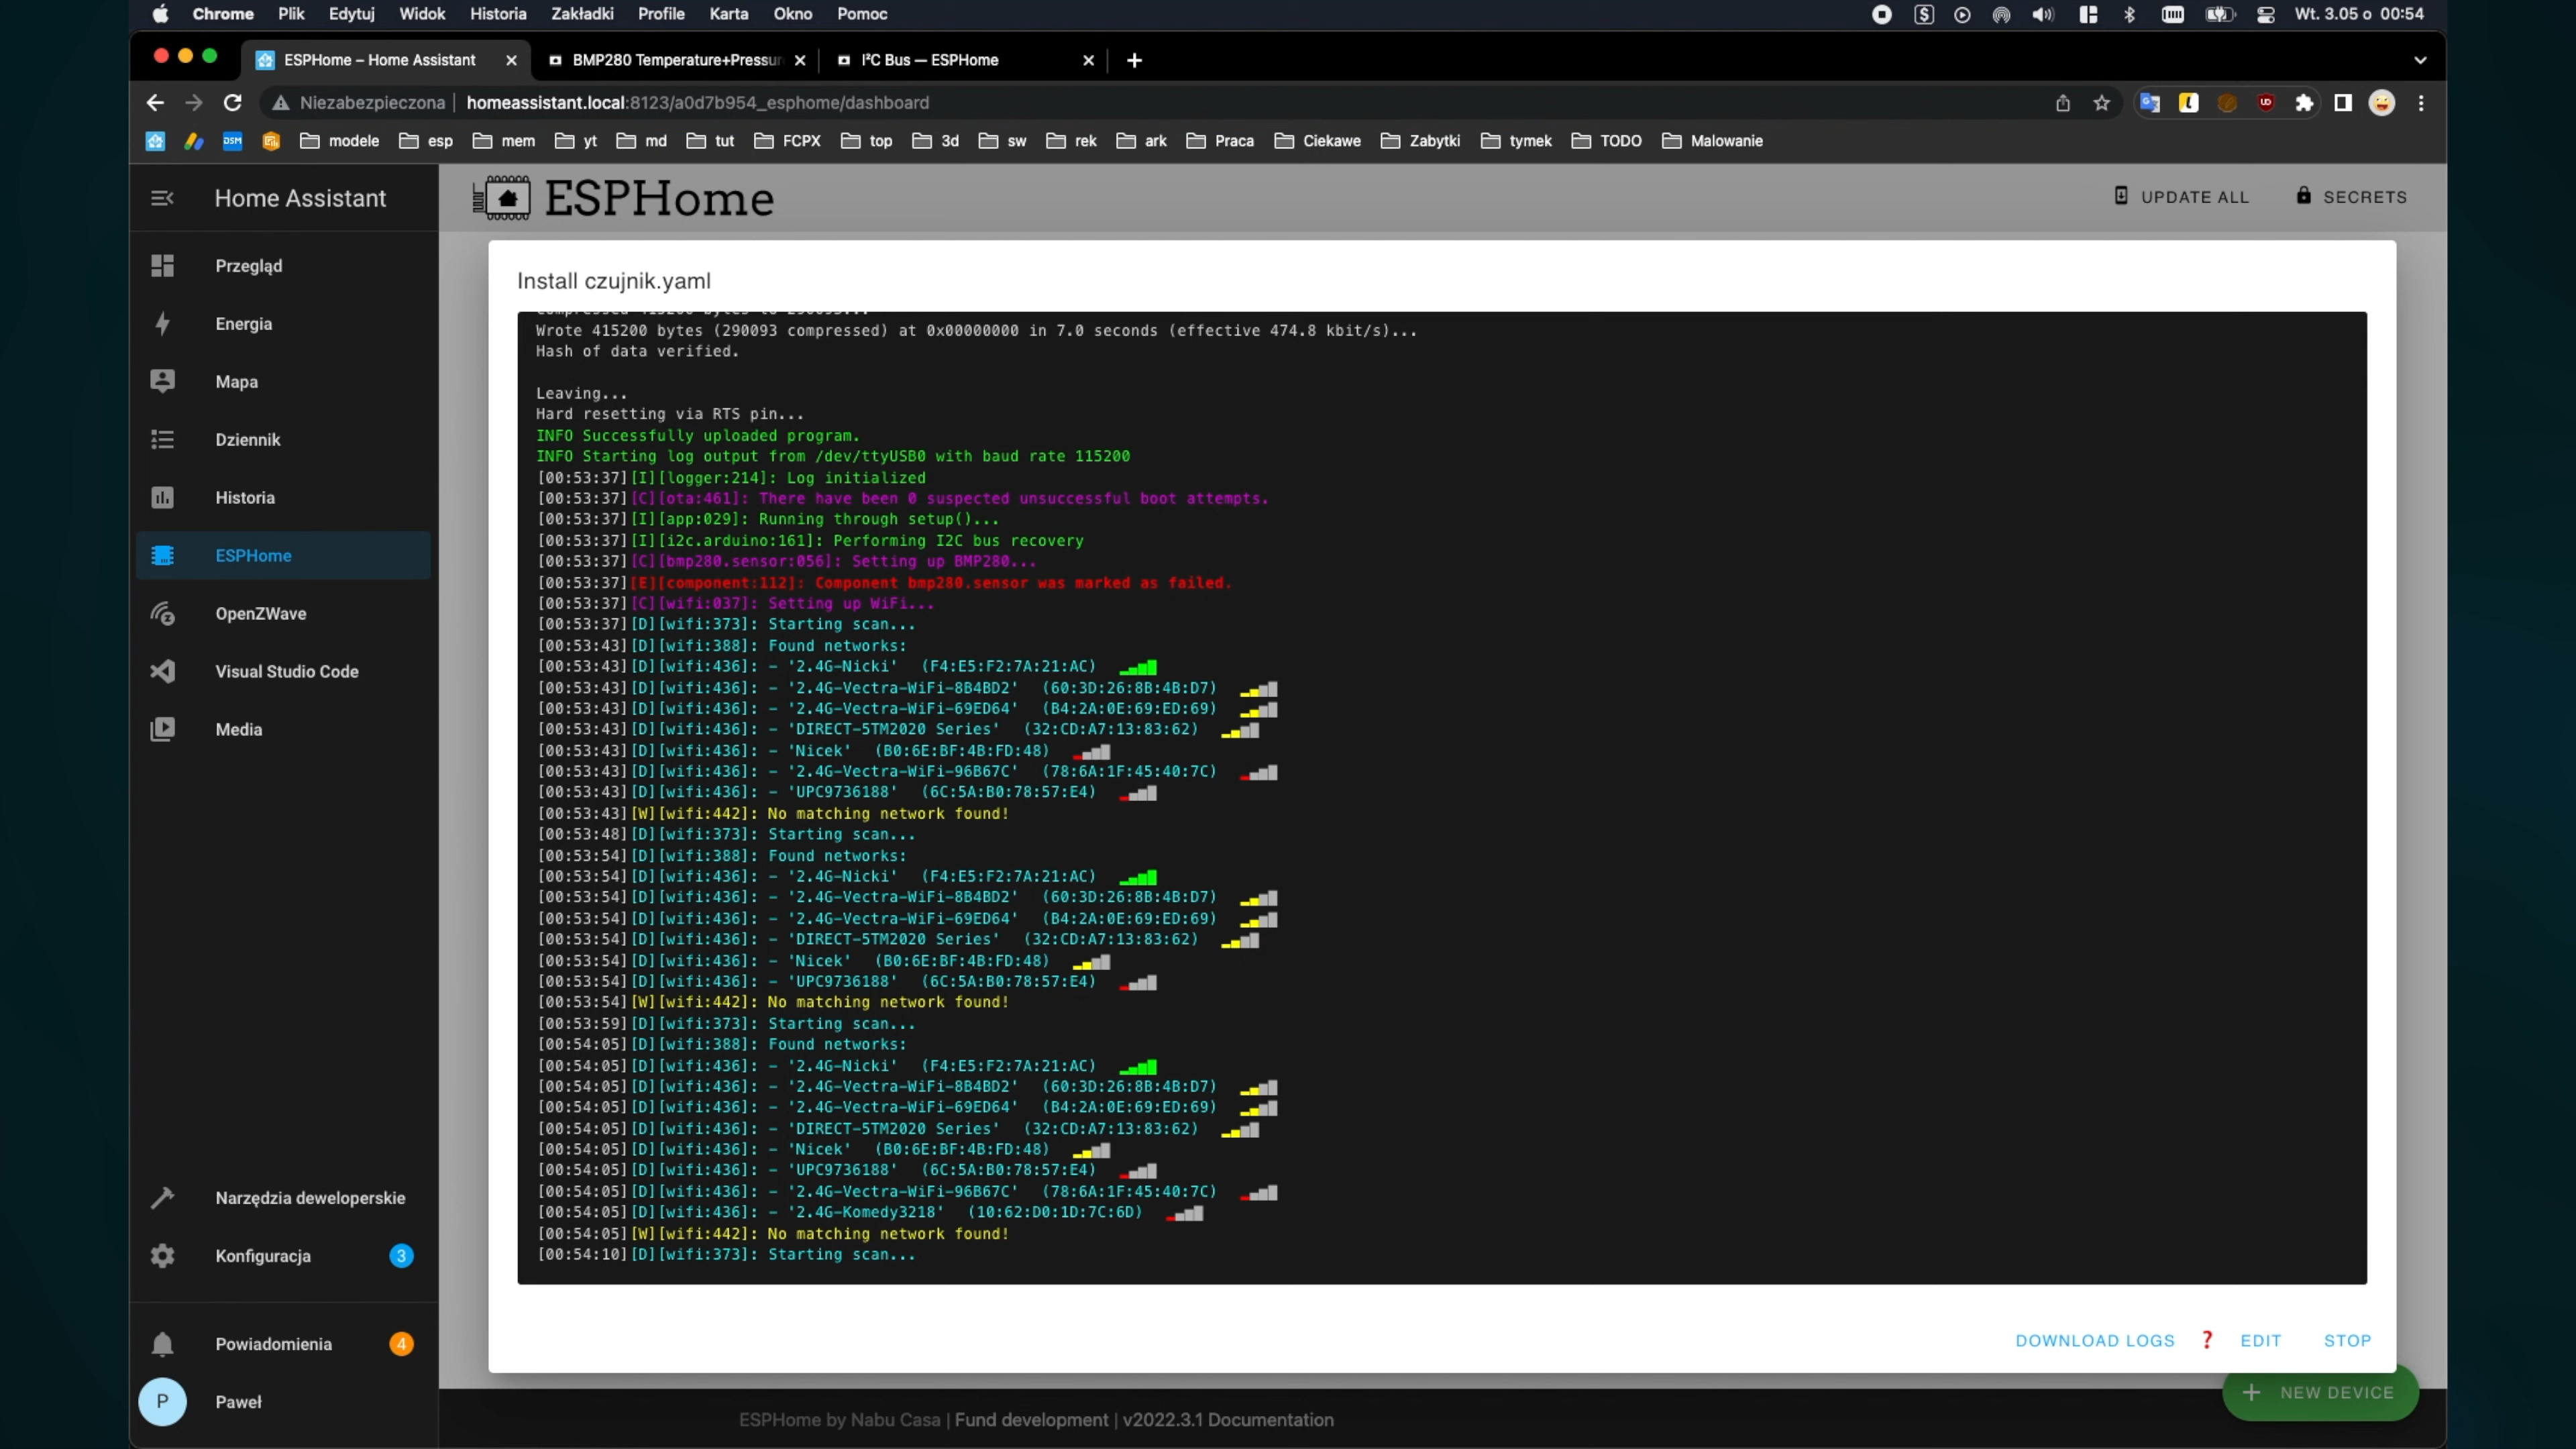 Chrome Plik Edytuj Widok Historia Zakładki Profile Karta Okno Pomoc
Wt. 3.05 o 00:54
ESPHome – Home Assistant
BMP280 Temperature+Pressur
I²C Bus — ESPHome
Niezabezpieczona
homeassistant.local:8123/a0d7b954_esphome/dashboard
DSM
modele esp mem yt md tut FCPX top 3d sw rek ark Praca Ciekawe Zabytki tymek TODO Malowanie
Home Assistant
ESPHome
UPDATE ALL
SECRETS
Przegląd
Energia
Mapa
Dziennik
Historia
ESPHome
OpenZWave
Visual Studio Code
Media
Narzędzia deweloperskie
Konfiguracja 3
Powiadomienia 4
P Paweł
Install czujnik.yaml
Wrote 415200 bytes (290093 compressed) at 0x00000000 in 7.0 seconds (effective 474.8 kbit/s)...
Hash of data verified.
Leaving...
Hard resetting via RTS pin...
INFO Successfully uploaded program.
INFO Starting log output from /dev/ttyUSB0 with baud rate 115200
[00:53:37][I][logger:214]: Log initialized
[00:53:37][C][ota:461]: There have been 0 suspected unsuccessful boot attempts.
[00:53:37][I][app:029]: Running through setup()...
[00:53:37][I][i2c.arduino:161]: Performing I2C bus recovery
[00:53:37][C][bmp280.sensor:056]: Setting up BMP280...
[00:53:37][E][component:112]: Component bmp280.sensor was marked as failed.
[00:53:37][C][wifi:037]: Setting up WiFi...
[00:53:37][D][wifi:373]: Starting scan...
[00:53:43][D][wifi:388]: Found networks:
[00:53:43][D][wifi:436]: - '2.4G-Nicki' (F4:E5:F2:7A:21:AC)
[00:53:43][D][wifi:436]: - '2.4G-Vectra-WiFi-8B4BD2' (60:3D:26:8B:4B:D7)
[00:53:43][D][wifi:436]: - '2.4G-Vectra-WiFi-69ED64' (B4:2A:0E:69:ED:69)
[00:53:43][D][wifi:436]: - 'DIRECT-5TM2020 Series' (32:CD:A7:13:83:62)
[00:53:43][D][wifi:436]: - 'Nicek' (B0:6E:BF:4B:FD:48)
[00:53:43][D][wifi:436]: - '2.4G-Vectra-WiFi-96B67C' (78:6A:1F:45:40:7C)
[00:53:43][D][wifi:436]: - 'UPC9736188' (6C:5A:B0:78:57:E4)
[00:53:43][W][wifi:442]: No matching network found!
[00:53:48][D][wifi:373]: Starting scan...
[00:53:54][D][wifi:388]: Found networks:
[00:53:54][D][wifi:436]: - '2.4G-Nicki' (F4:E5:F2:7A:21:AC)
[00:53:54][D][wifi:436]: - '2.4G-Vectra-WiFi-8B4BD2' (60:3D:26:8B:4B:D7)
[00:53:54][D][wifi:436]: - '2.4G-Vectra-WiFi-69ED64' (B4:2A:0E:69:ED:69)
[00:53:54][D][wifi:436]: - 'DIRECT-5TM2020 Series' (32:CD:A7:13:83:62)
[00:53:54][D][wifi:436]: - 'Nicek' (B0:6E:BF:4B:FD:48)
[00:53:54][D][wifi:436]: - 'UPC9736188' (6C:5A:B0:78:57:E4)
[00:53:54][W][wifi:442]: No matching network found!
[00:53:59][D][wifi:373]: Starting scan...
[00:54:05][D][wifi:388]: Found networks:
[00:54:05][D][wifi:436]: - '2.4G-Nicki' (F4:E5:F2:7A:21:AC)
[00:54:05][D][wifi:436]: - '2.4G-Vectra-WiFi-8B4BD2' (60:3D:26:8B:4B:D7)
[00:54:05][D][wifi:436]: - '2.4G-Vectra-WiFi-69ED64' (B4:2A:0E:69:ED:69)
[00:54:05][D][wifi:436]: - 'DIRECT-5TM2020 Series' (32:CD:A7:13:83:62)
[00:54:05][D][wifi:436]: - 'Nicek' (B0:6E:BF:4B:FD:48)
[00:54:05][D][wifi:436]: - 'UPC9736188' (6C:5A:B0:78:57:E4)
[00:54:05][D][wifi:436]: - '2.4G-Vectra-WiFi-96B67C' (78:6A:1F:45:40:7C)
[00:54:05][D][wifi:436]: - '2.4G-Komedy3218' (10:62:D0:1D:7C:6D)
[00:54:05][W][wifi:442]: No matching network found!
[00:54:10][D][wifi:373]: Starting scan...
DOWNLOAD LOGS ? EDIT STOP
+ NEW DEVICE
ESPHome by Nabu Casa | Fund development | v2022.3.1 Documentation